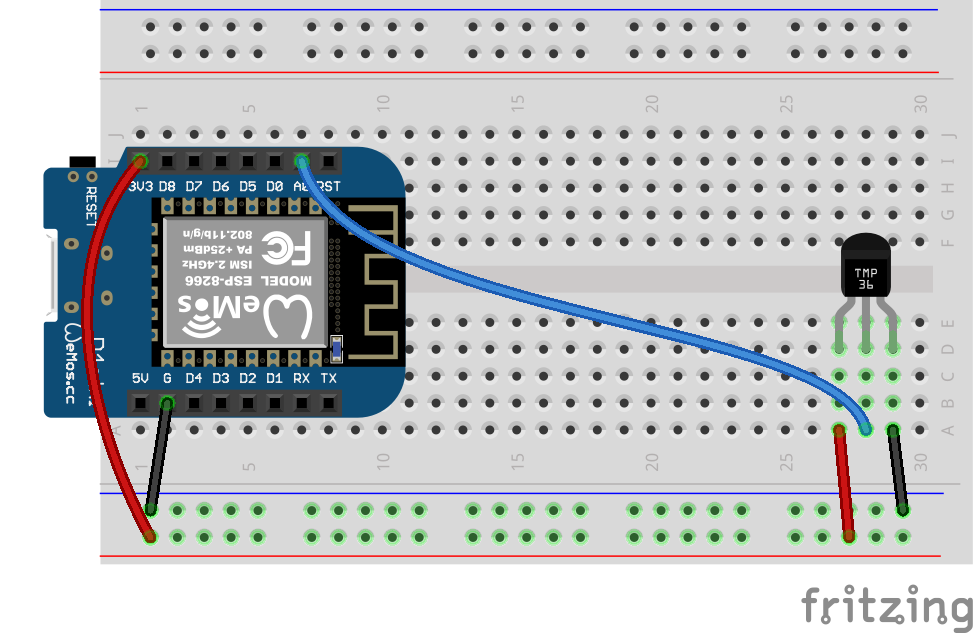 1 5 10 15 20 25 30
J J
I I
H
G
F
3V3 D8 D7 D6 D5 D0 A0 RST
RESET
802.11b/g/n
PA +25dBm
ISM 2.4GHz
FC
MODEL ESP-8266
WeMos
TMP
36
WeMos.cc
D1
E
D
C
B
5V G D4 D3 D2 D1 RX TX
A A
1 5 10 15 20 25 30
fritzing